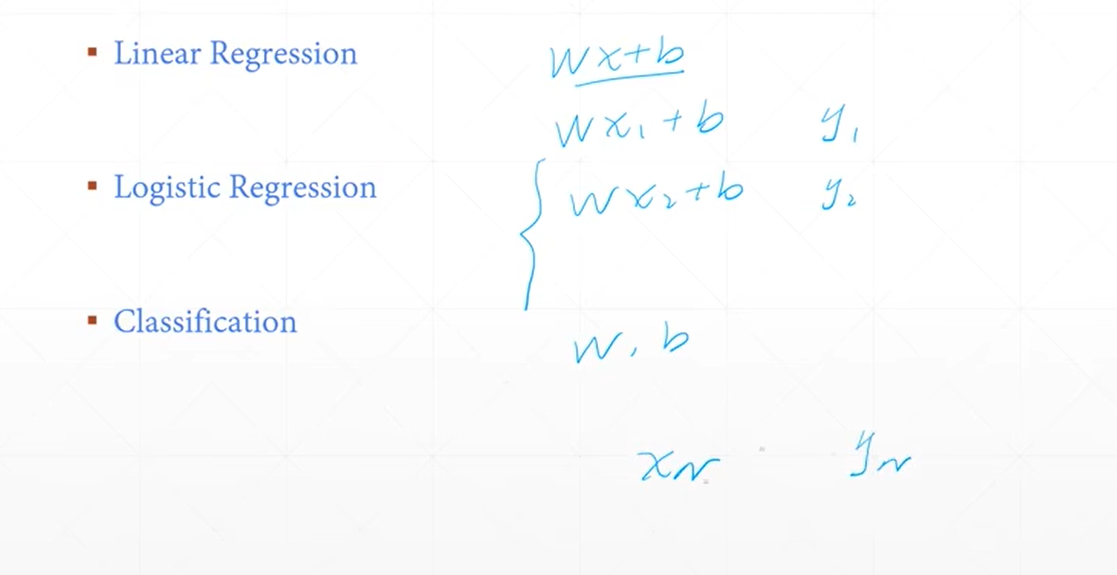 ▪ Linear Regression
wx+b
wx₁+b y₁
▪ Logistic Regression
wx₂+b y₂
▪ Classification
w, b
xₙ yₙ